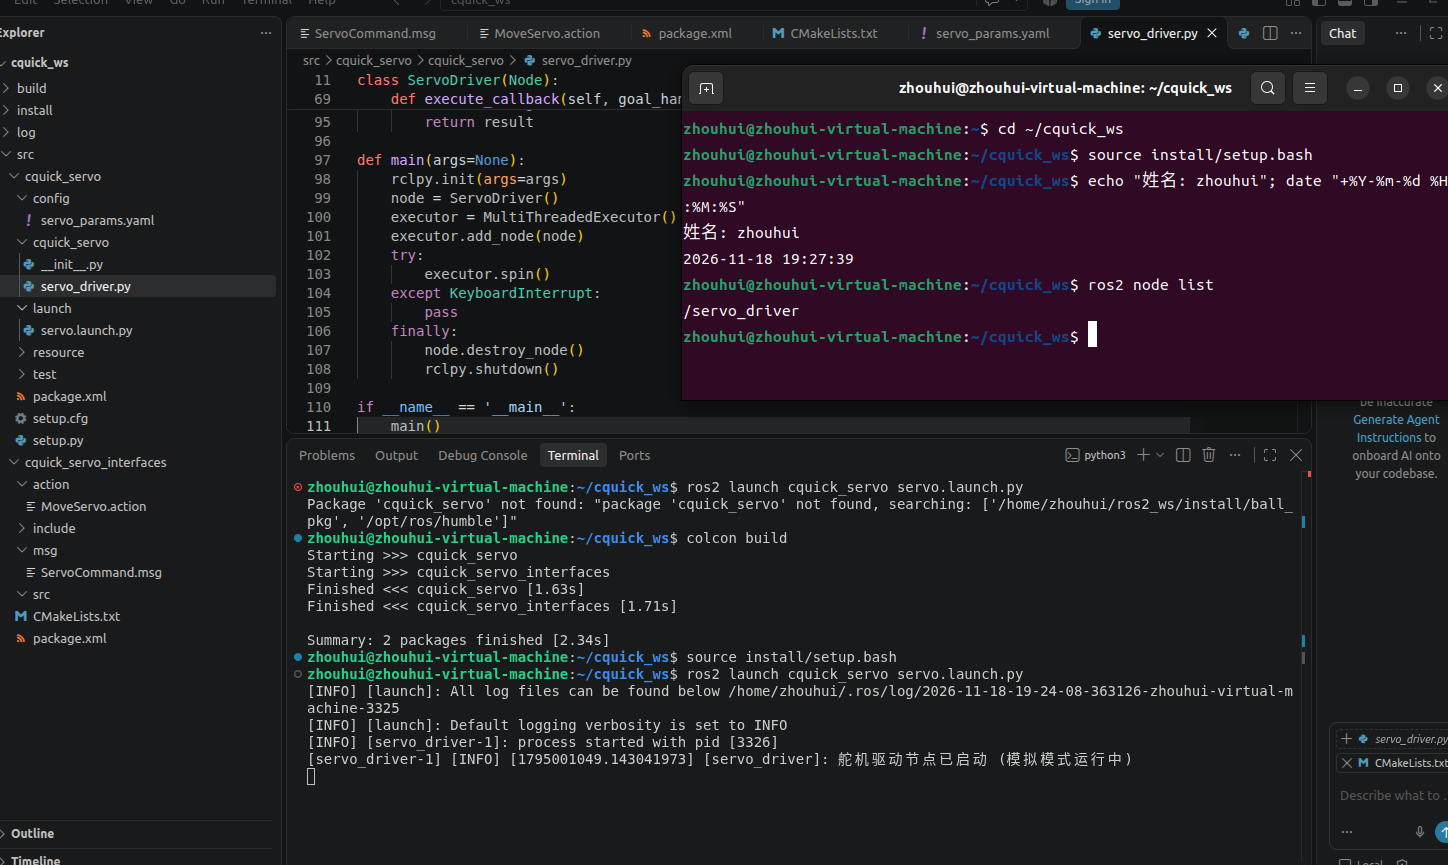 Edit Selection View Go Run Terminal Help
cquick_ws
Sign in
Explorer
···
cquick_ws
build
install
log
src
cquick_servo
config
! servo_params.yaml
cquick_servo
__init__.py
servo_driver.py
launch
servo.launch.py
resource
test
package.xml
setup.cfg
setup.py
cquick_servo_interfaces
action
MoveServo.action
include
msg
ServoCommand.msg
src
CMakeLists.txt
package.xml
Outline
Timeline
ServoCommand.msg
MoveServo.action
package.xml
M CMakeLists.txt
! servo_params.yaml
servo_driver.py
src > cquick_servo > cquick_servo > servo_driver.py
11 class ServoDriver(Node):
69 def execute_callback(self, goal_han
95 return result
96
97 def main(args=None):
98 rclpy.init(args=args)
99 node = ServoDriver()
100 executor = MultiThreadedExecutor()
101 executor.add_node(node)
102 try:
103 executor.spin()
104 except KeyboardInterrupt:
105 pass
106 finally:
107 node.destroy_node()
108 rclpy.shutdown()
109
110 if __name__ == '__main__':
111 main()
zhouhui@zhouhui-virtual-machine: ~/cquick_ws
zhouhui@zhouhui-virtual-machine:~$ cd ~/cquick_ws
zhouhui@zhouhui-virtual-machine:~/cquick_ws$ source install/setup.bash
zhouhui@zhouhui-virtual-machine:~/cquick_ws$ echo "姓名: zhouhui"; date "+%Y-%m-%d %H
:%M:%S"
姓名: zhouhui
2026-11-18 19:27:39
zhouhui@zhouhui-virtual-machine:~/cquick_ws$ ros2 node list
/servo_driver
zhouhui@zhouhui-virtual-machine:~/cquick_ws$
Problems Output Debug Console Terminal Ports
python3
zhouhui@zhouhui-virtual-machine:~/cquick_ws$ ros2 launch cquick_servo servo.launch.py
Package 'cquick_servo' not found: "package 'cquick_servo' not found, searching: ['/home/zhouhui/ros2_ws/install/ball_
pkg', '/opt/ros/humble']"
zhouhui@zhouhui-virtual-machine:~/cquick_ws$ colcon build
Starting >>> cquick_servo
Starting >>> cquick_servo_interfaces
Finished <<< cquick_servo [1.63s]
Finished <<< cquick_servo_interfaces [1.71s]
Summary: 2 packages finished [2.34s]
zhouhui@zhouhui-virtual-machine:~/cquick_ws$ source install/setup.bash
zhouhui@zhouhui-virtual-machine:~/cquick_ws$ ros2 launch cquick_servo servo.launch.py
[INFO] [launch]: All log files can be found below /home/zhouhui/.ros/log/2026-11-18-19-24-08-363126-zhouhui-virtual-m
achine-3325
[INFO] [launch]: Default logging verbosity is set to INFO
[INFO] [servo_driver-1]: process started with pid [3326]
[servo_driver-1] [INFO] [1795001049.143041973] [servo_driver]: 舵机驱动节点已启动 (模拟模式运行中)
Chat
be inaccurate
Generate Agent
Instructions to
onboard AI onto
your codebase.
servo_driver.py
CMakeLists.txt
Describe what to
Local